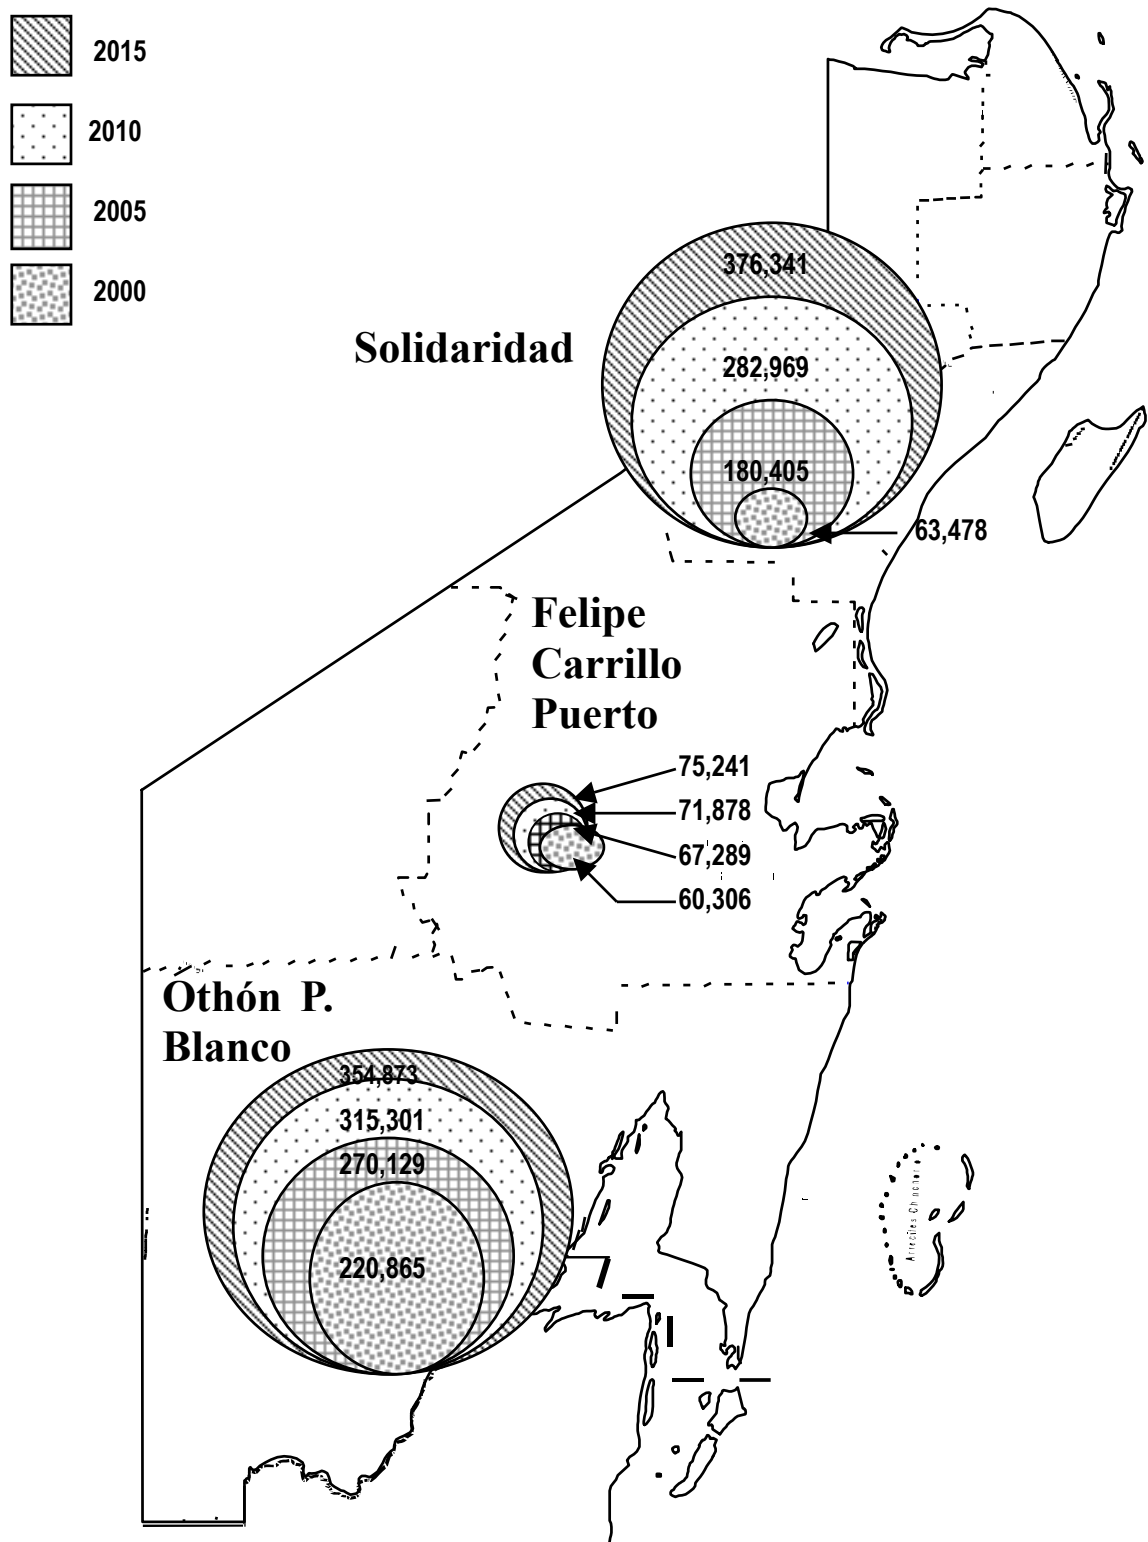 2015
2010
2005
2000
376,341
Solidaridad
282,969
180,405
63,478
Felipe
Carrillo
Puerto
75,241
71,878
67,289
60,306
Othón P.
Blanco
354,873
315,301
270,129
220,865